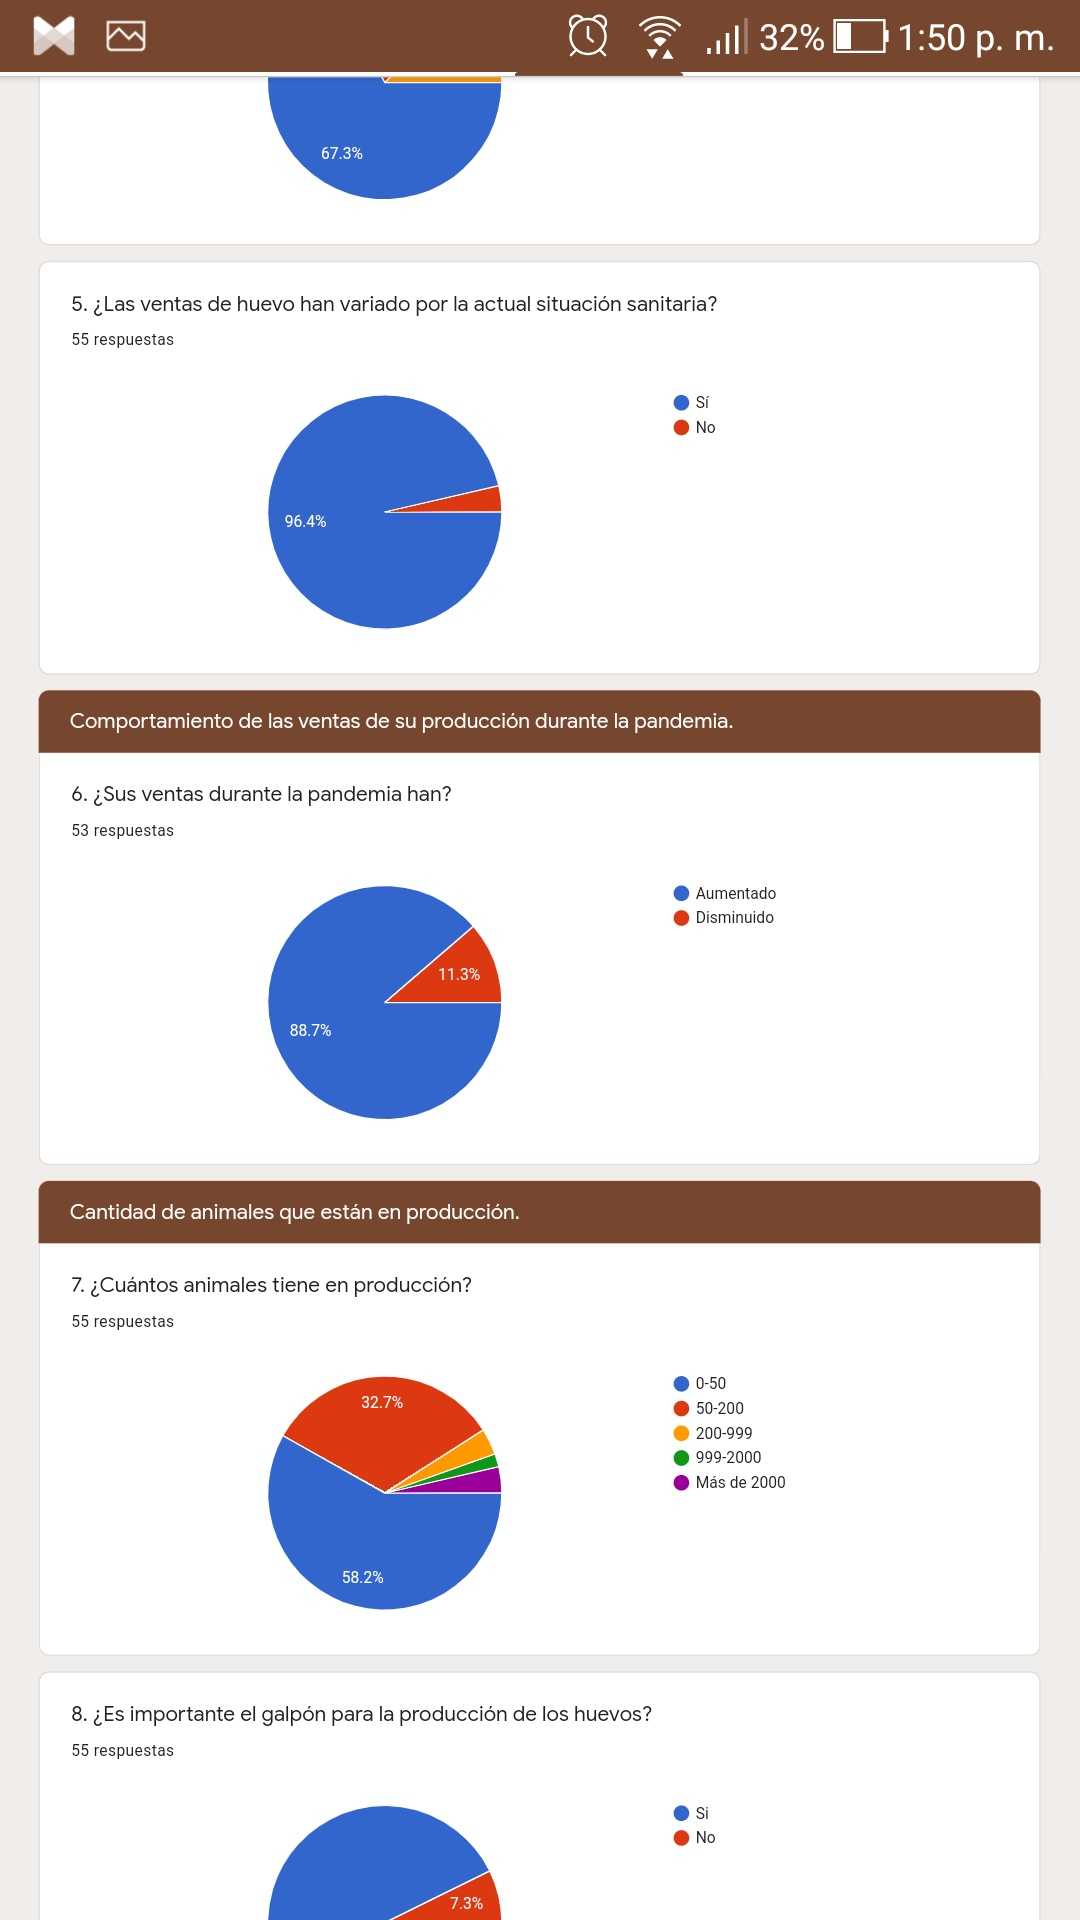 32% 1:50 p. m.
67.3%
5. ¿Las ventas de huevo han variado por la actual situación sanitaria?
55 respuestas
Sí
No
96.4%
Comportamiento de las ventas de su producción durante la pandemia.
6. ¿Sus ventas durante la pandemia han?
53 respuestas
Aumentado
Disminuido
11.3%
88.7%
Cantidad de animales que están en producción.
7. ¿Cuántos animales tiene en producción?
55 respuestas
0-50
32.7%
50-200
200-999
999-2000
Más de 2000
58.2%
8. ¿Es importante el galpón para la producción de los huevos?
55 respuestas
Si
No
7.3%